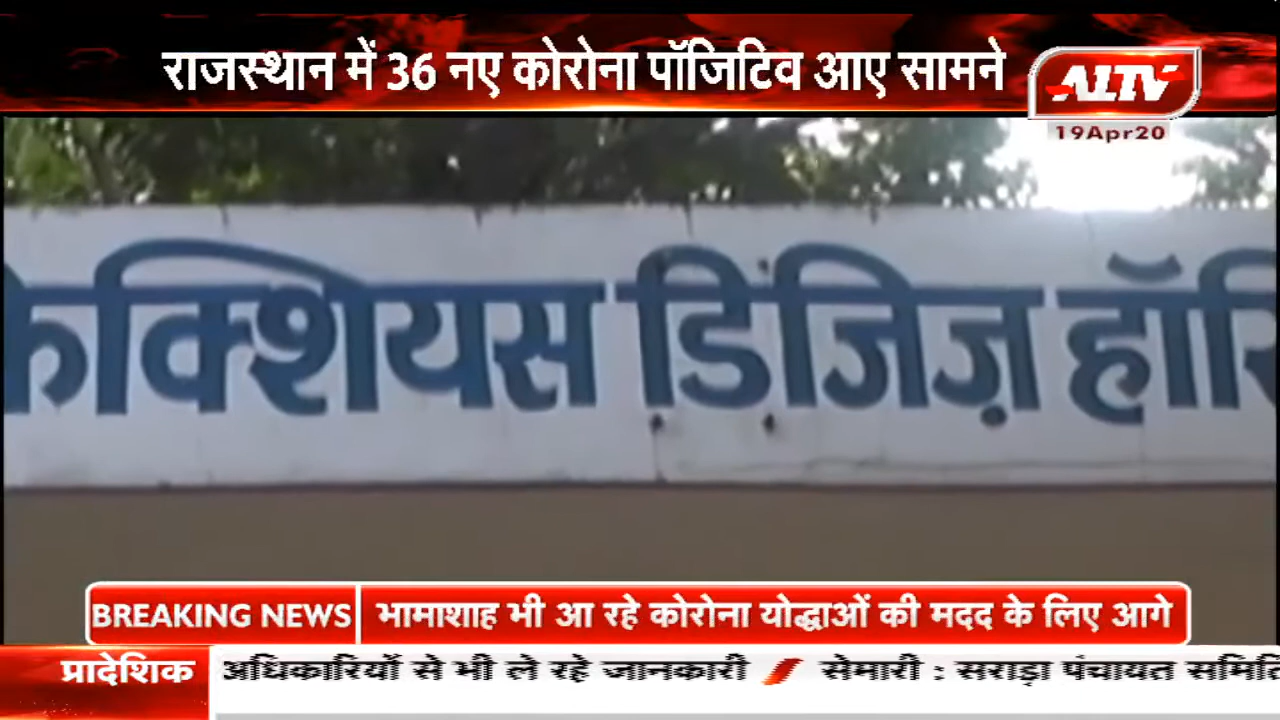 राजस्थान में 36 नए कोरोना पॉजिटिव आए सामने
ALTV
19Apr20
फेक्शियस डिजिज़ हॉस्
BREAKING NEWS भामाशाह भी आ रहे कोरोना योद्धाओं की मदद के लिए आगे
प्रादेशिक अधिकारियों से भी ले रहे जानकारी सेमारी : सराड़ा पंचायत समिति